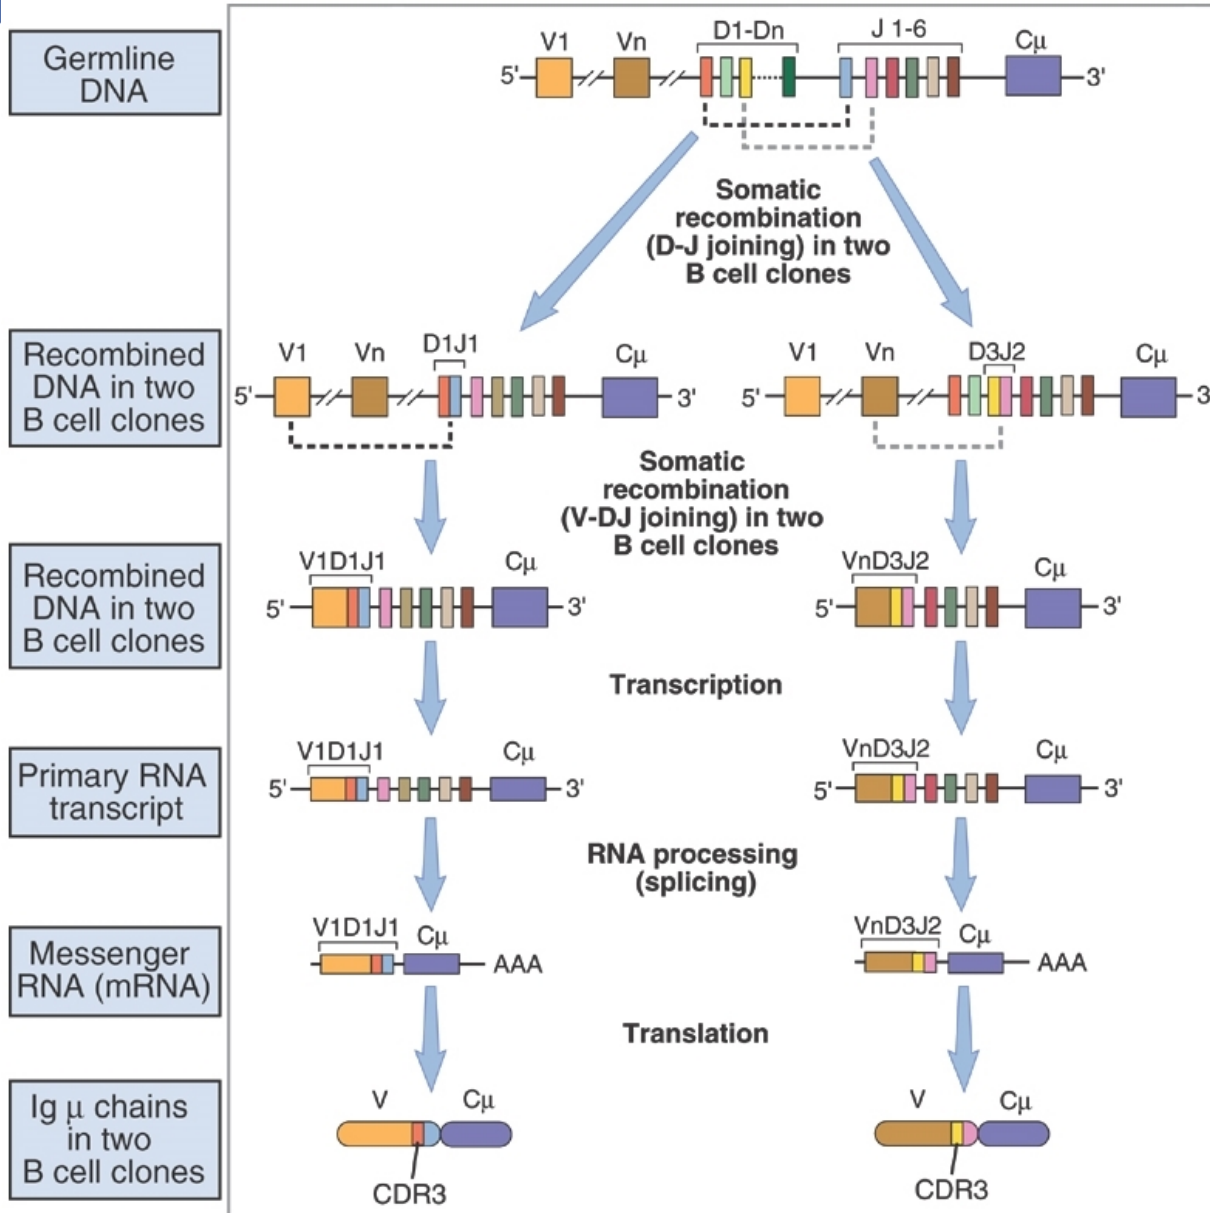 Germline
DNA
V1
Vn
D1-Dn
J 1-6
Cμ
5'
3'
Somatic
recombination
(D-J joining) in two
B cell clones
Recombined
DNA in two
B cell clones
V1
Vn
D1J1
Cμ
5'
3'
V1
Vn
D3J2
Cμ
5'
3'
Somatic
recombination
(V-DJ joining) in two
B cell clones
Recombined
DNA in two
B cell clones
V1D1J1
Cμ
5'
3'
VnD3J2
Cμ
5'
3'
Transcription
Primary RNA
transcript
V1D1J1
Cμ
5'
3'
VnD3J2
Cμ
5'
3'
RNA processing
(splicing)
Messenger
RNA (mRNA)
V1D1J1
Cμ
AAA
VnD3J2
Cμ
AAA
Translation
Ig μ chains
in two
B cell clones
V
Cμ
CDR3
V
Cμ
CDR3